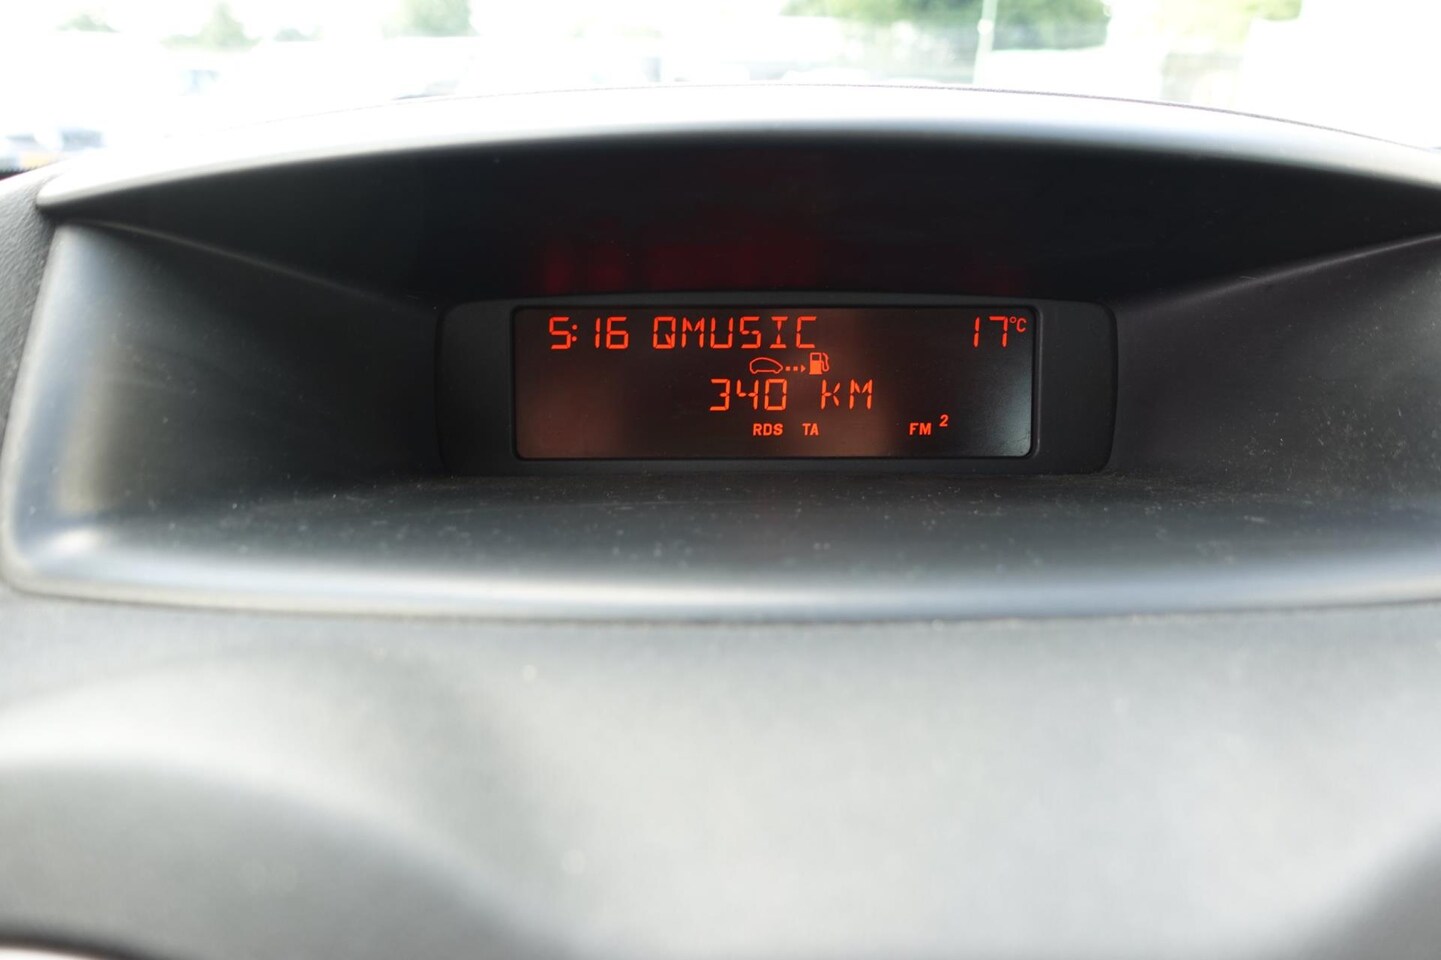 5:16 QMUSIC 17°C
340 KM
RDS TA FM 2